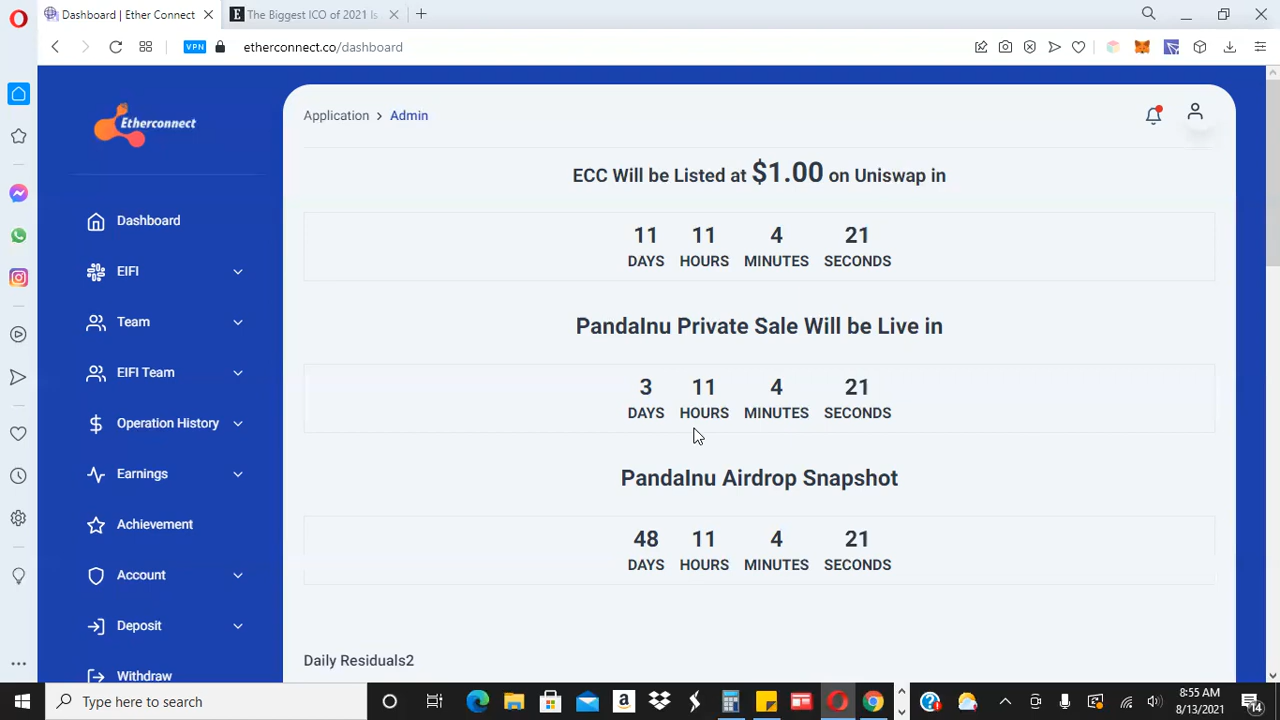 Dashboard | Ether Connect
The Biggest ICO of 2021 Is
VPN
etherconnect.co/dashboard
Etherconnect
Dashboard
EIFI
Team
EIFI Team
Operation History
Earnings
Achievement
Account
Deposit
Withdraw
Application > Admin
ECC Will be Listed at $1.00 on Uniswap in
11 11 4 21
DAYS HOURS MINUTES SECONDS
PandaInu Private Sale Will be Live in
3 11 4 21
DAYS HOURS MINUTES SECONDS
PandaInu Airdrop Snapshot
48 11 4 21
DAYS HOURS MINUTES SECONDS
Daily Residuals2
Type here to search
8:55 AM
8/13/2021
14